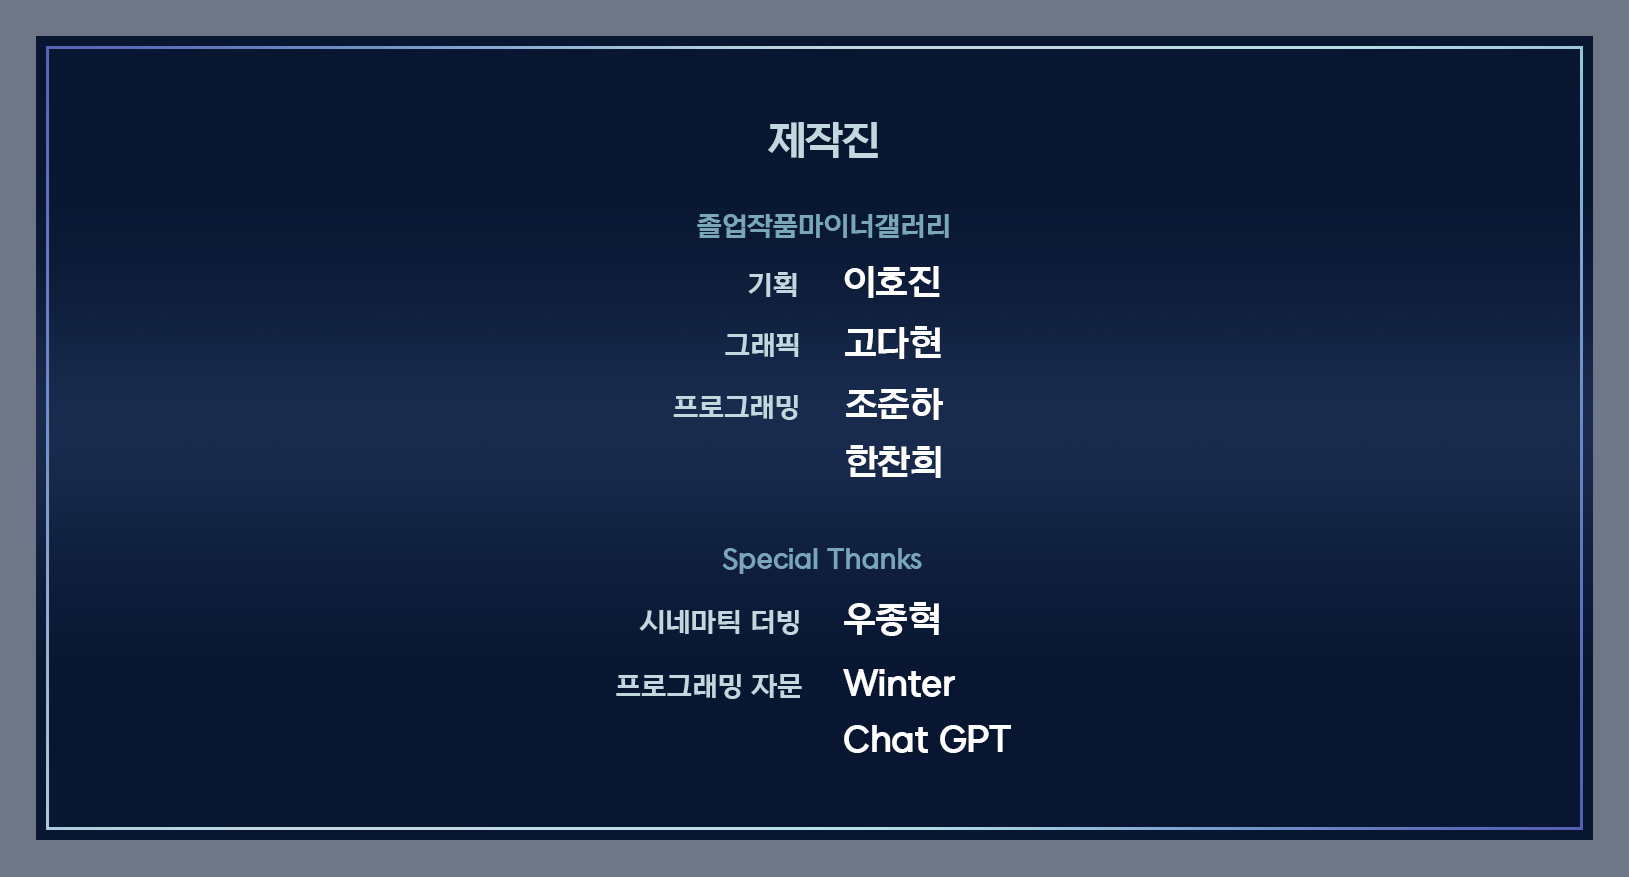 제작진
졸업작품마이너갤러리
기획 이호진
그래픽 고다현
프로그래밍 조준하
한찬희
Special Thanks
시네마틱 더빙 우종혁
프로그래밍 자문 Winter
Chat GPT